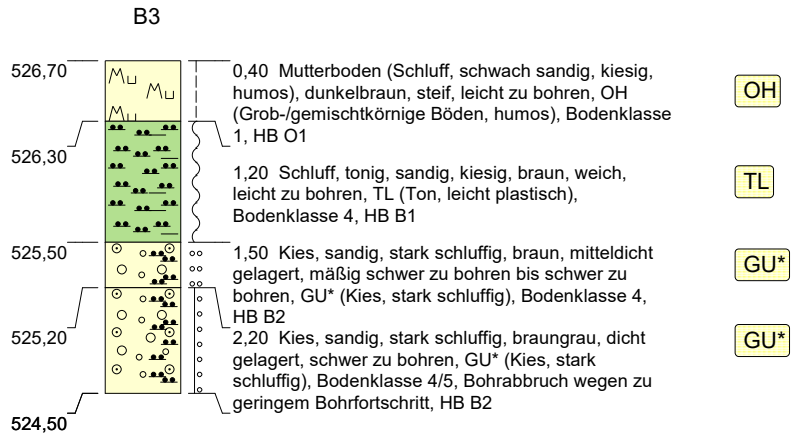 B3
526,70
0,40 Mutterboden (Schluff, schwach sandig, kiesig,
humos), dunkelbraun, steif, leicht zu bohren, OH
(Grob-/gemischtkörnige Böden, humos), Bodenklasse
1, HB O1
OH
526,30
1,20 Schluff, tonig, sandig, kiesig, braun, weich,
leicht zu bohren, TL (Ton, leicht plastisch),
Bodenklasse 4, HB B1
TL
525,50
1,50 Kies, sandig, stark schluffig, braun, mitteldicht
gelagert, mäßig schwer zu bohren bis schwer zu
bohren, GU* (Kies, stark schluffig), Bodenklasse 4,
HB B2
GU*
525,20
2,20 Kies, sandig, stark schluffig, braungrau, dicht
gelagert, schwer zu bohren, GU* (Kies, stark
schluffig), Bodenklasse 4/5, Bohrabbruch wegen zu
geringem Bohrfortschritt, HB B2
GU*
524,50